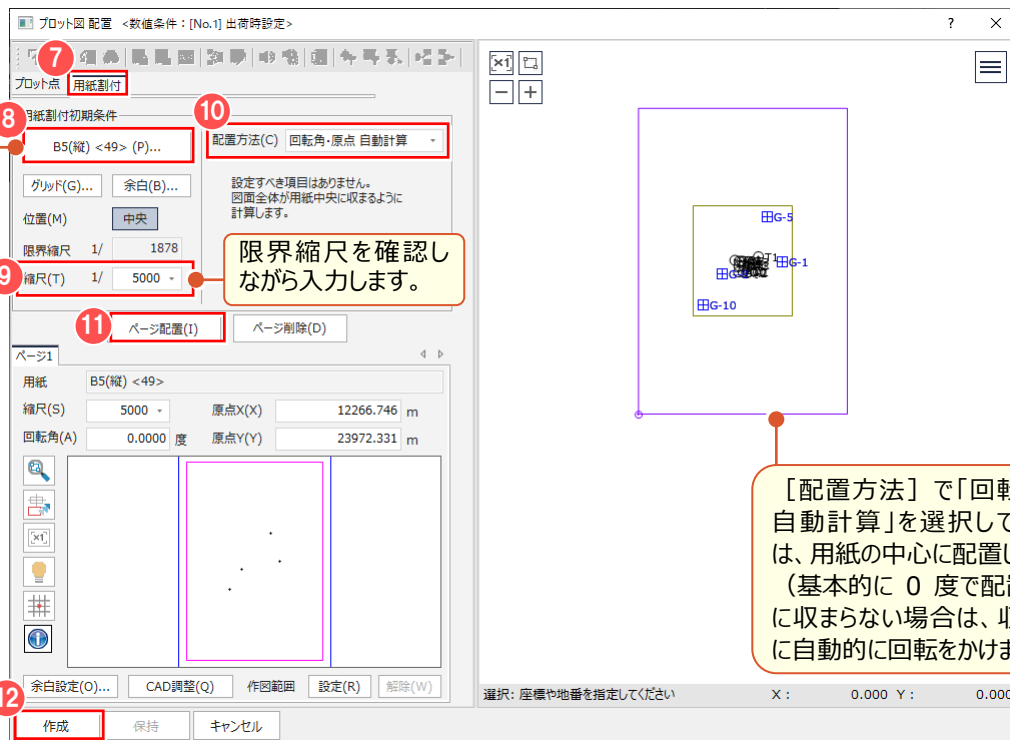 プロット図 配置 <数値条件：[No.1] 出荷時設定>
? ×
7
プロット点 用紙割付
用紙割付初期条件
8
B5(縦) <49> (P)...
10
配置方法(C) 回転角・原点 自動計算
グリッド(G)... 余白(B)...
設定すべき項目はありません。
図面全体が用紙中央に収まるように
計算します。
位置(M) 中央
限界縮尺 1/ 1878
9
縮尺(T) 1/ 5000
限界縮尺を確認し
ながら入力します。
11
ページ配置(I) ページ削除(D)
ページ1
用紙 B5(縦) <49>
縮尺(S) 5000 原点X(X) 12266.746 m
回転角(A) 0.0000 度 原点Y(Y) 23972.331 m
余白設定(O)... CAD調整(Q) 作図範囲 設定(R) 解除(W)
12
作成 保持 キャンセル
G-5
T1
G-1
G-10
［配置方法］で「回転
自動計算」を選択して
は、用紙の中心に配置し
（基本的に 0 度で配置
に収まらない場合は、収
に自動的に回転をかけま
選択: 座標や地番を指定してください X : 0.000 Y : 0.000